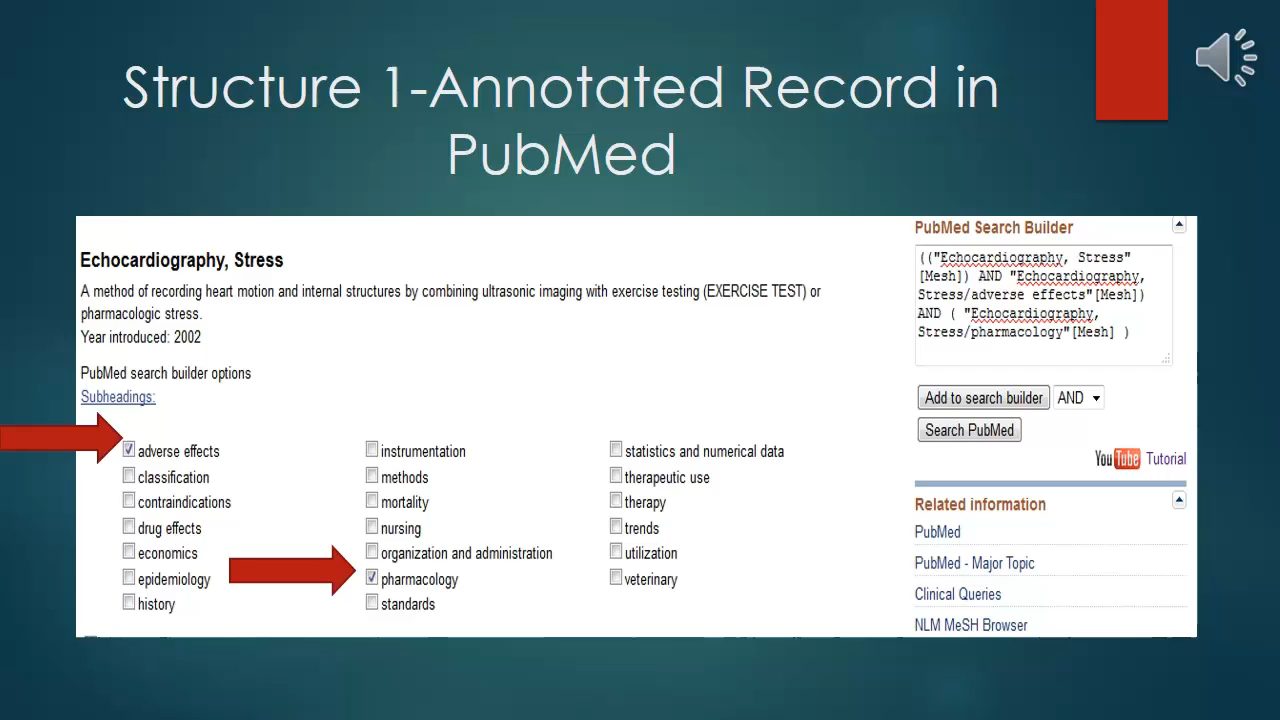 Structure 1-Annotated Record in
PubMed
Echocardiography, Stress
A method of recording heart motion and internal structures by combining ultrasonic imaging with exercise testing (EXERCISE TEST) or
pharmacologic stress.
Year introduced: 2002
PubMed search builder options
Subheadings:
adverse effects
classification
contraindications
drug effects
economics
epidemiology
history
instrumentation
methods
mortality
nursing
organization and administration
pharmacology
standards
statistics and numerical data
therapeutic use
therapy
trends
utilization
veterinary
PubMed Search Builder
(("Echocardiography, Stress"
[Mesh]) AND "Echocardiography,
Stress/adverse effects"[Mesh])
AND ( "Echocardiography,
Stress/pharmacology"[Mesh] )
Add to search builder AND
Search PubMed
YouTube Tutorial
Related information
PubMed
PubMed - Major Topic
Clinical Queries
NLM MeSH Browser